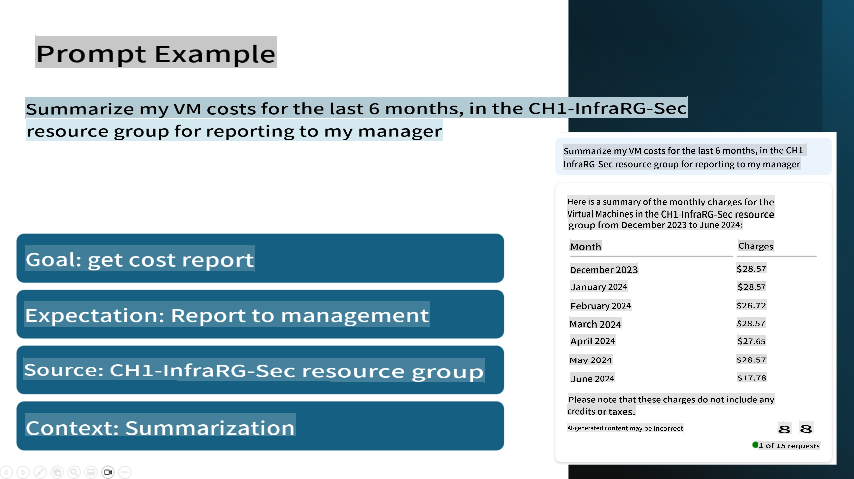 Prompt Example
Summarize my VM costs for the last 6 months, in the CH1-InfraRG-Sec
resource group for reporting to my manager
Goal: get cost report
Expectation: Report to management
Source: CH1-InfraRG-Sec resource group
Context: Summarization
Summarize my VM costs for the last 6 months, in the CH1
InfraRG-Sec resource group for reporting to my manager
Here is a summary of the monthly charges for the
Virtual Machines in the CH1-InfraRG-Sec resource
group from December 2023 to June 2024:
Month Charges
December 2023 $28.57
January 2024 $28.57
February 2024 $26.72
March 2024 $28.57
April 2024 $27.65
May 2024 $28.57
June 2024 $17.78
Please note that these charges do not include any
credits or taxes.
AI-generated content may be incorrect
8 8
1 of 15 requests